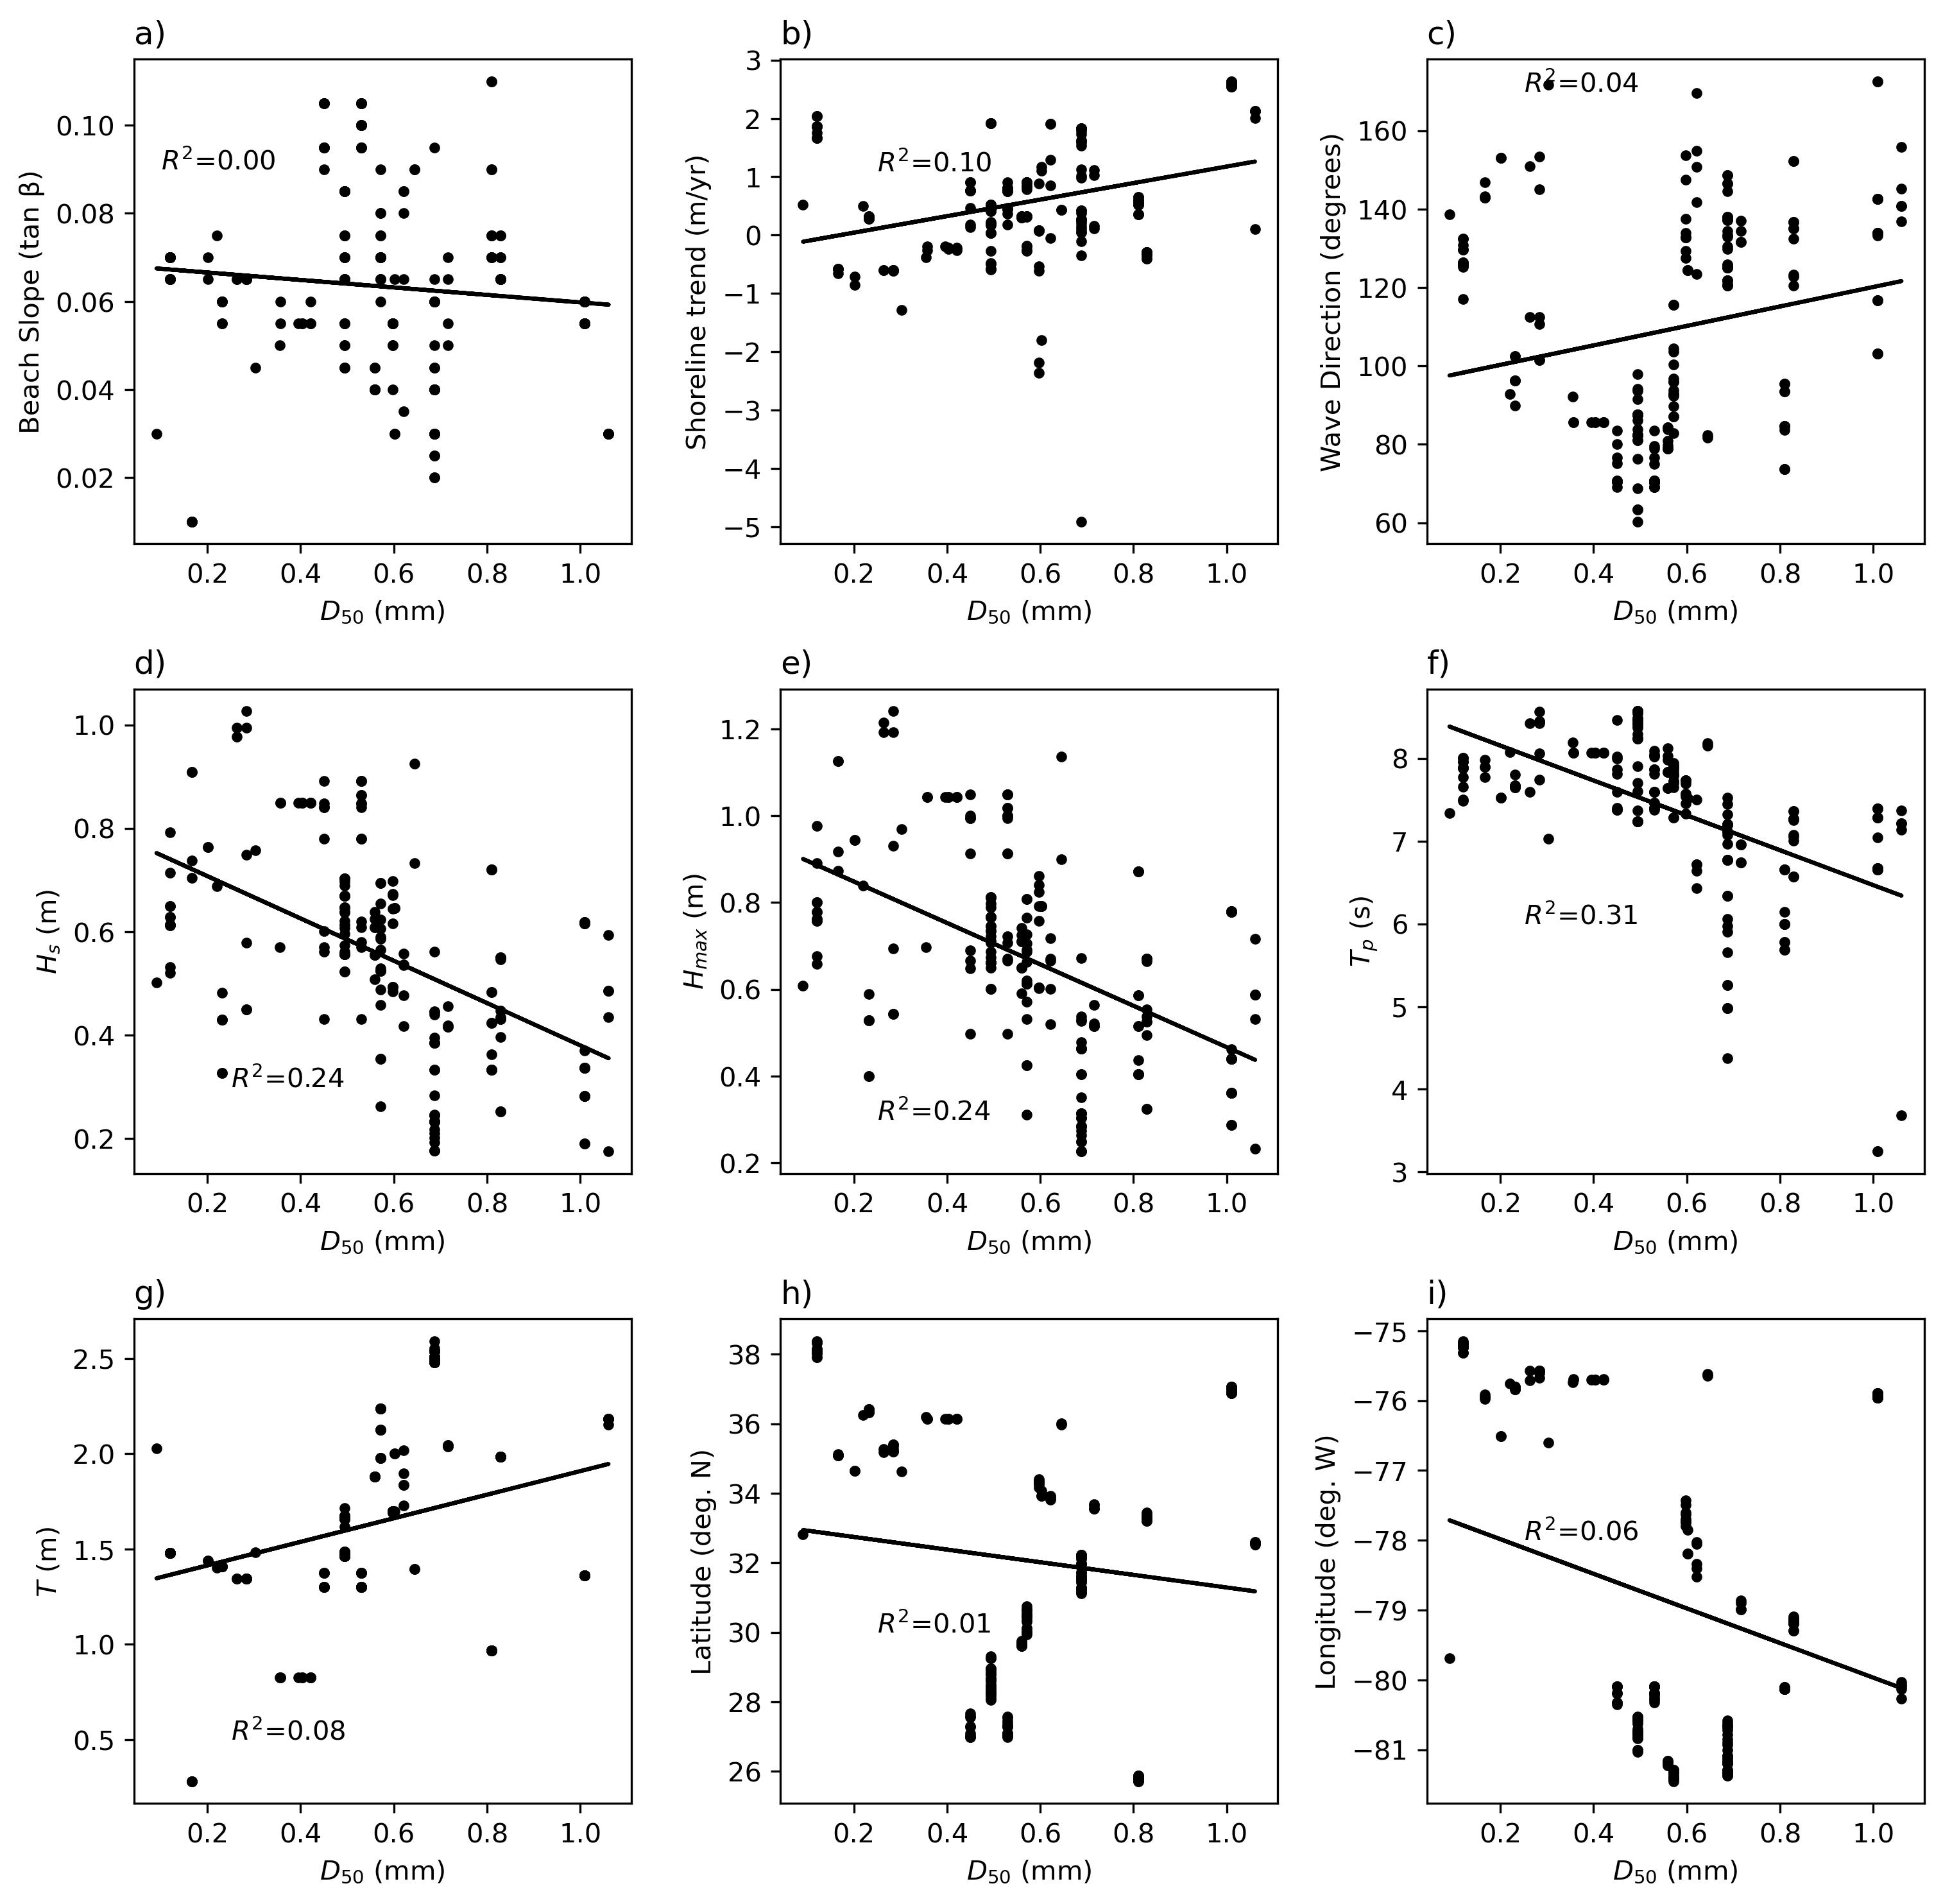 a)
0.10
0.08
0.06
0.04
0.02
Beach Slope (tan β)
R²=0.00
0.2 0.4 0.6 0.8 1.0
D₅₀ (mm)
b)
3
2
1
0
−1
−2
−3
−4
−5
Shoreline trend (m/yr)
R²=0.10
0.2 0.4 0.6 0.8 1.0
D₅₀ (mm)
c)
160
140
120
100
80
60
Wave Direction (degrees)
R²=0.04
0.2 0.4 0.6 0.8 1.0
D₅₀ (mm)
d)
1.0
0.8
0.6
0.4
0.2
Hₛ (m)
R²=0.24
0.2 0.4 0.6 0.8 1.0
D₅₀ (mm)
e)
1.2
1.0
0.8
0.6
0.4
0.2
Hₘₐₓ (m)
R²=0.24
0.2 0.4 0.6 0.8 1.0
D₅₀ (mm)
f)
8
7
6
5
4
3
Tₚ (s)
R²=0.31
0.2 0.4 0.6 0.8 1.0
D₅₀ (mm)
g)
2.5
2.0
1.5
1.0
0.5
T (m)
R²=0.08
0.2 0.4 0.6 0.8 1.0
D₅₀ (mm)
h)
38
36
34
32
30
28
26
Latitude (deg. N)
R²=0.01
0.2 0.4 0.6 0.8 1.0
D₅₀ (mm)
i)
−75
−76
−77
−78
−79
−80
−81
Longitude (deg. W)
R²=0.06
0.2 0.4 0.6 0.8 1.0
D₅₀ (mm)